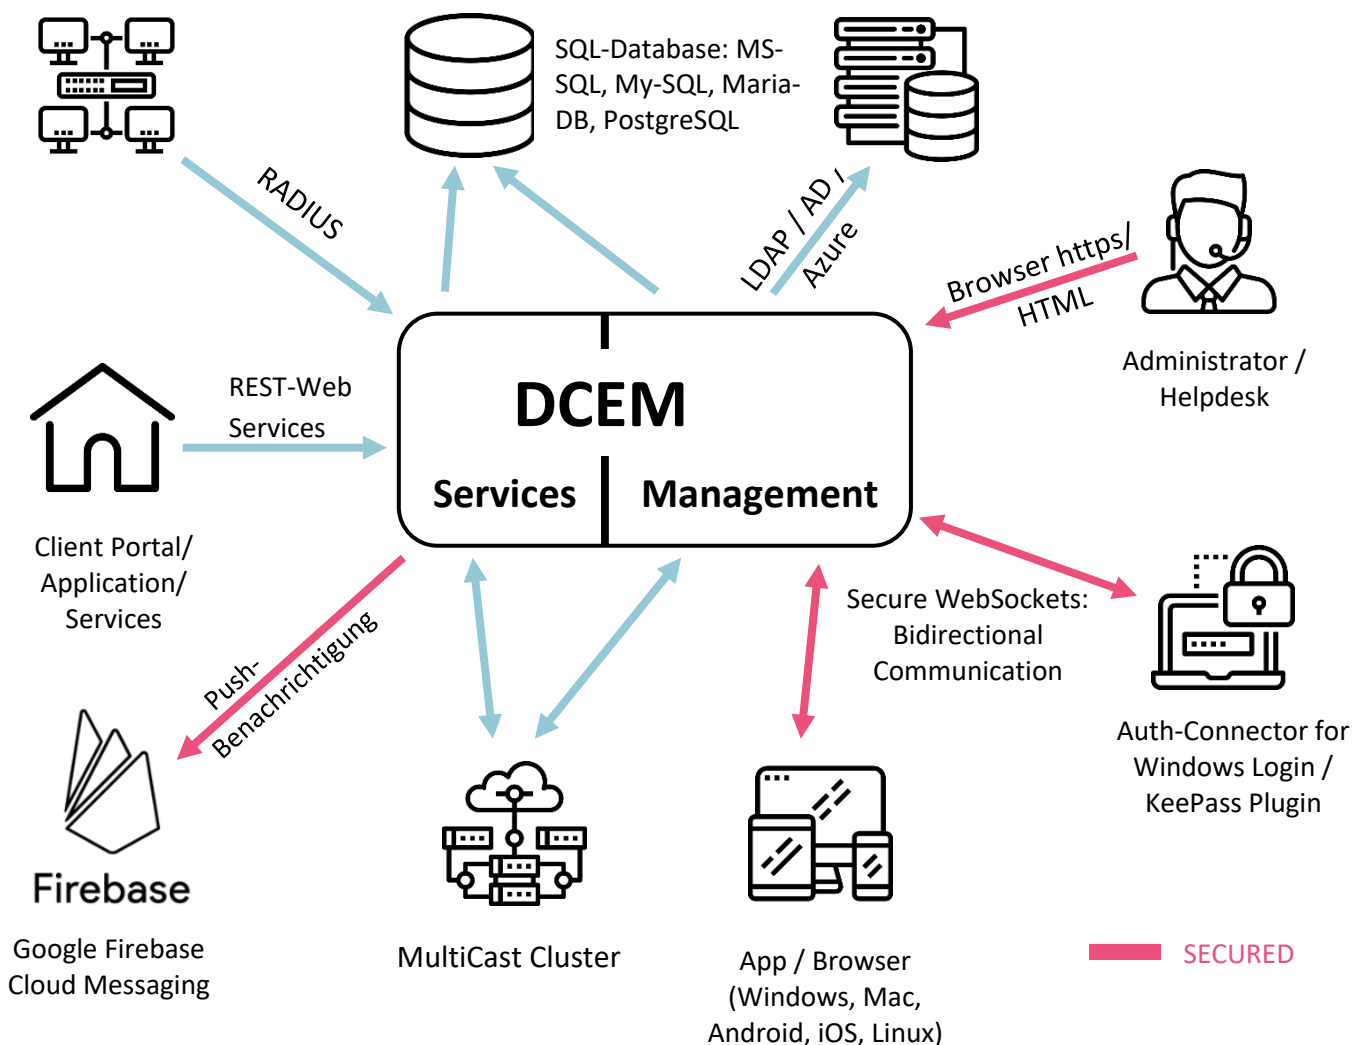 SQL-Database: MS-
SQL, My-SQL, Maria-
DB, PostgreSQL
RADIUS
LDAP / AD /
Azure
Browser https/
HTML
Administrator /
Helpdesk
REST-Web
Services
DCEM
Services
Management
Client Portal/
Application/
Services
Push-
Benachrichtigung
Secure WebSockets:
Bidirectional
Communication
Auth-Connector for
Windows Login /
KeePass Plugin
Firebase
Google Firebase
Cloud Messaging
MultiCast Cluster
App / Browser
(Windows, Mac,
Android, iOS, Linux)
SECURED